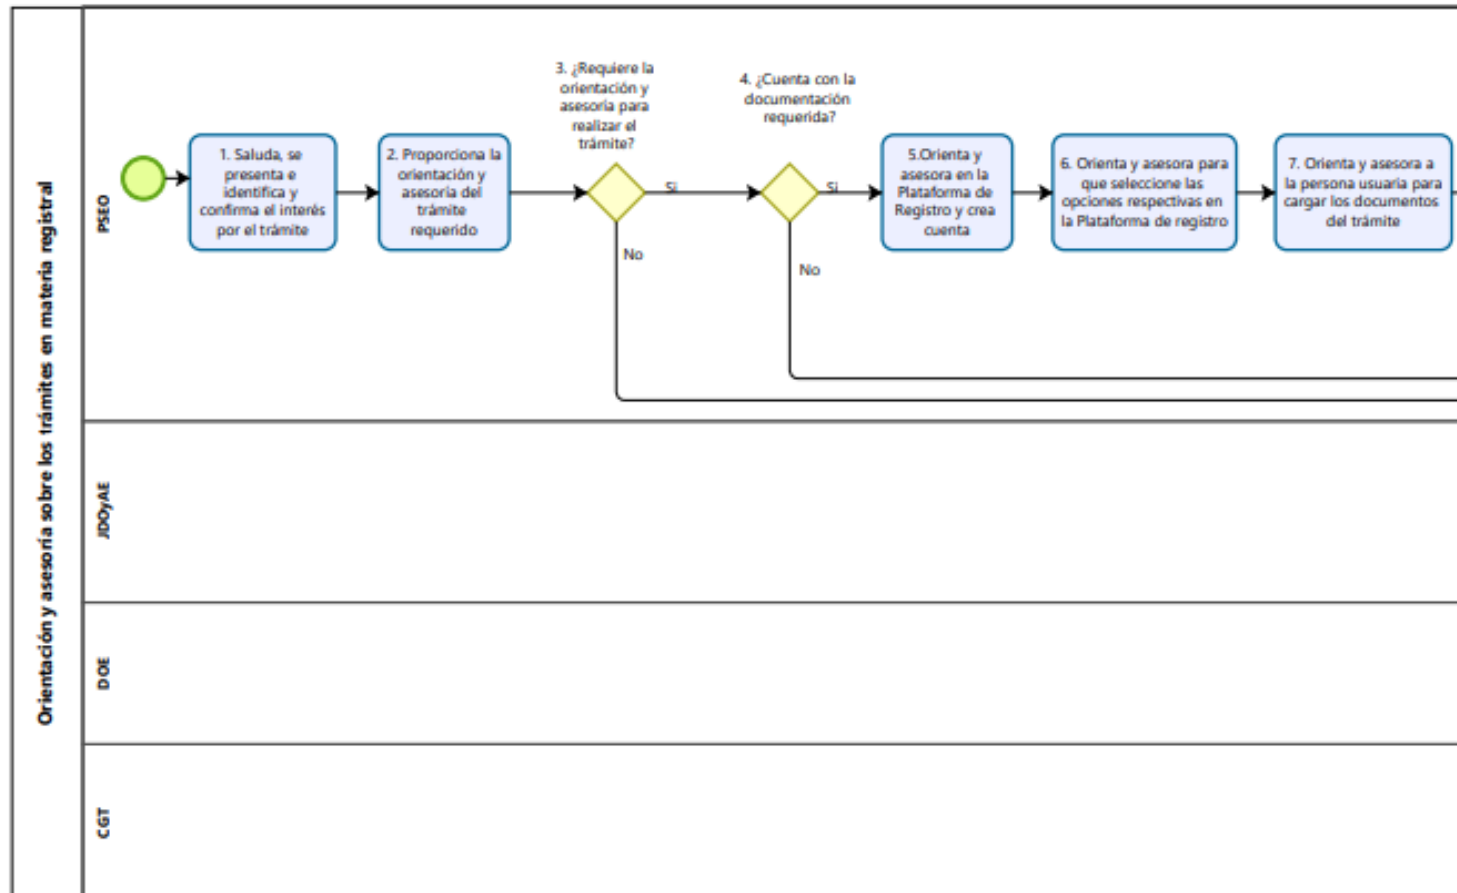 Orientación y asesoría sobre los trámites en materia registral
PSEO
1. Saluda, se
presenta e
identifica y
confirma el interés
por el trámite
2. Proporciona la
orientación y
asesoría del
trámite
requerido
3. ¿Requiere la
orientación y
asesoría para
realizar el
trámite?
Si
No
4. ¿Cuenta con la
documentación
requerida?
Si
No
5.Orienta y
asesora en la
Plataforma de
Registro y crea
cuenta
6. Orienta y asesora para
que seleccione las
opciones respectivas en
la Plataforma de registro
7. Orienta y asesora a
la persona usuaria para
cargar los documentos
del trámite
JDOyAE
DOE
CGT